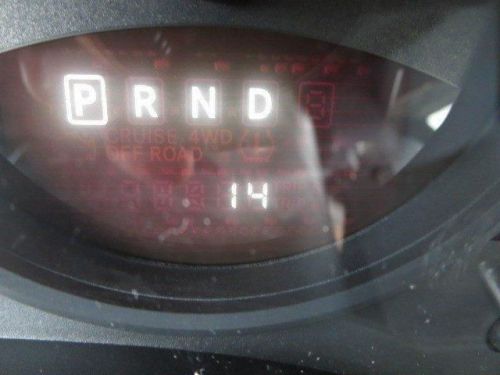 P R N D
CRUISE 4WD
OFF ROAD
14